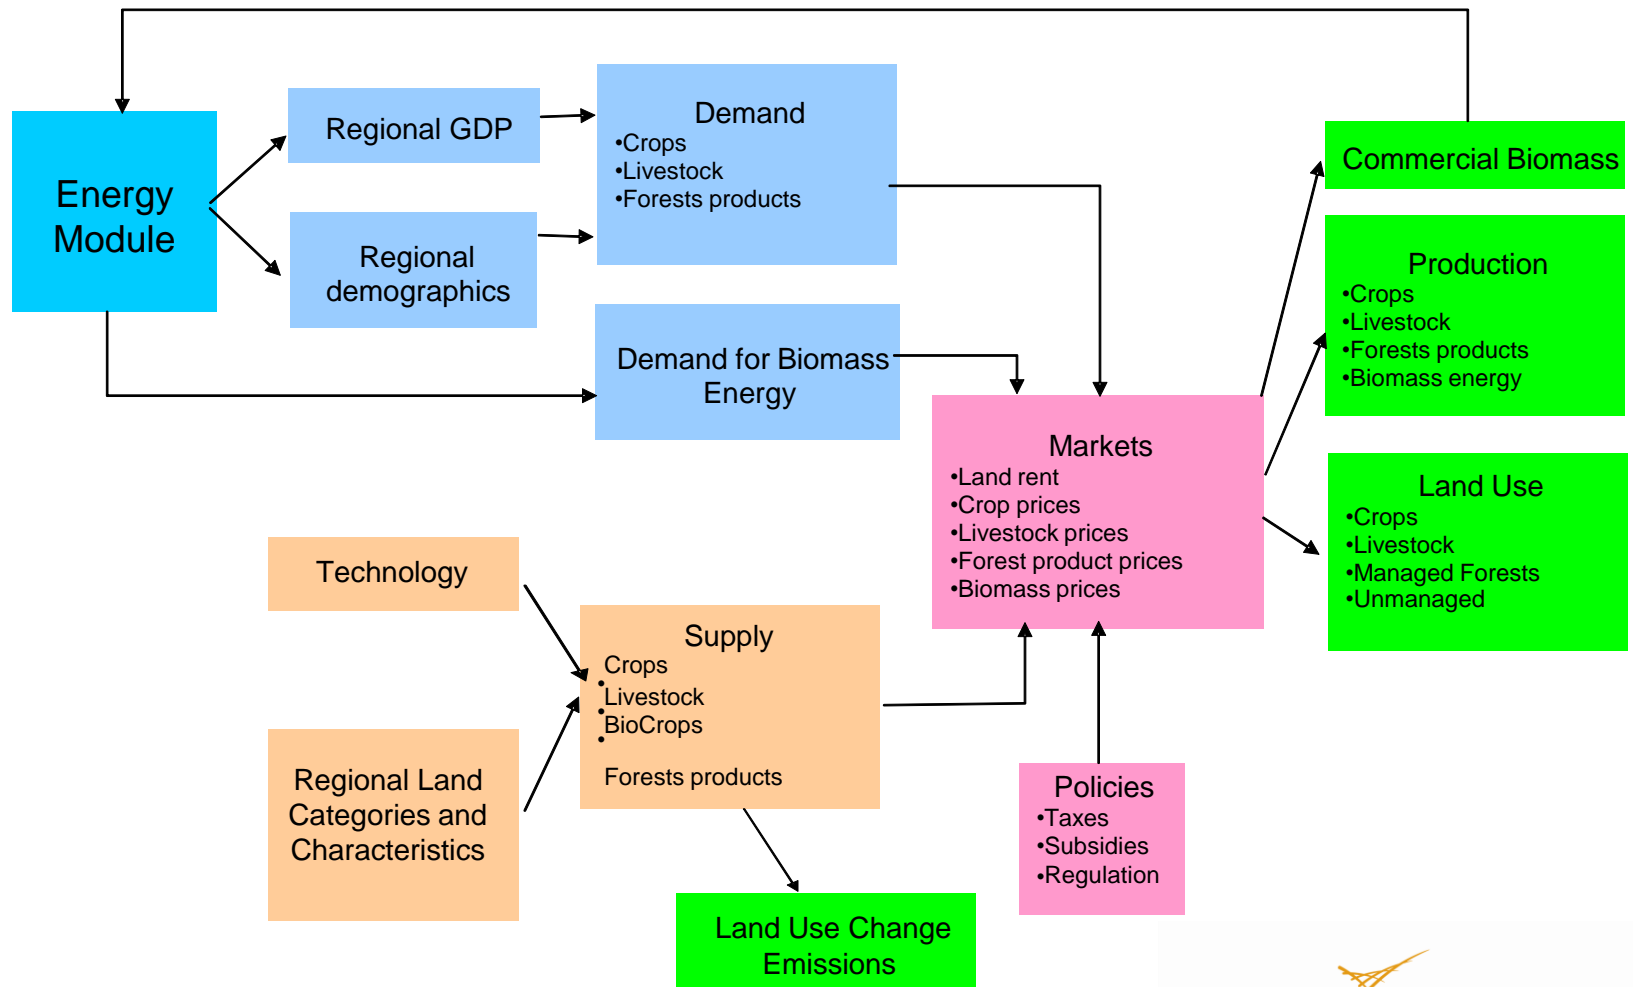 Energy
Module
Regional GDP
Regional
demographics
Demand
•Crops
•Livestock
•Forests products
Demand for Biomass
Energy
Commercial Biomass
Production
•Crops
•Livestock
•Forests products
•Biomass energy
Markets
•Land rent
•Crop prices
•Livestock prices
•Forest product prices
•Biomass prices
Land Use
•Crops
•Livestock
•Managed Forests
•Unmanaged
Technology
Regional Land
Categories and
Characteristics
Supply
Crops
•Livestock
•BioCrops
•
Forests products
Policies
•Taxes
•Subsidies
•Regulation
Land Use Change
Emissions